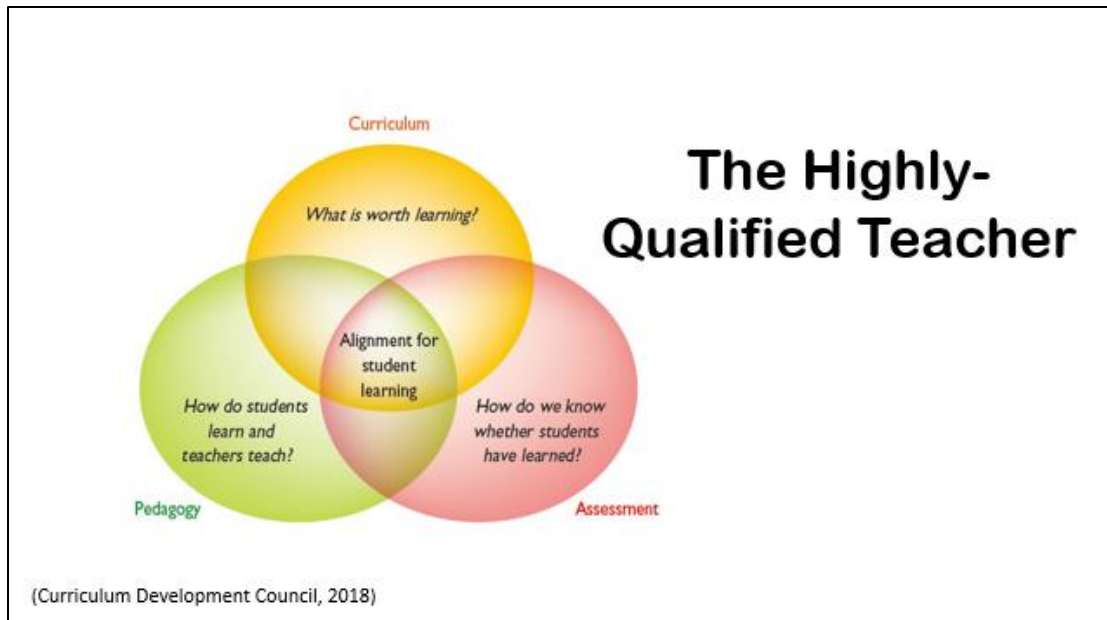 The Highly-
Qualified Teacher
Curriculum
What is worth learning?
Alignment for
student
learning
How do students
learn and
teachers teach?
How do we know
whether students
have learned?
Pedagogy
Assessment
(Curriculum Development Council, 2018)